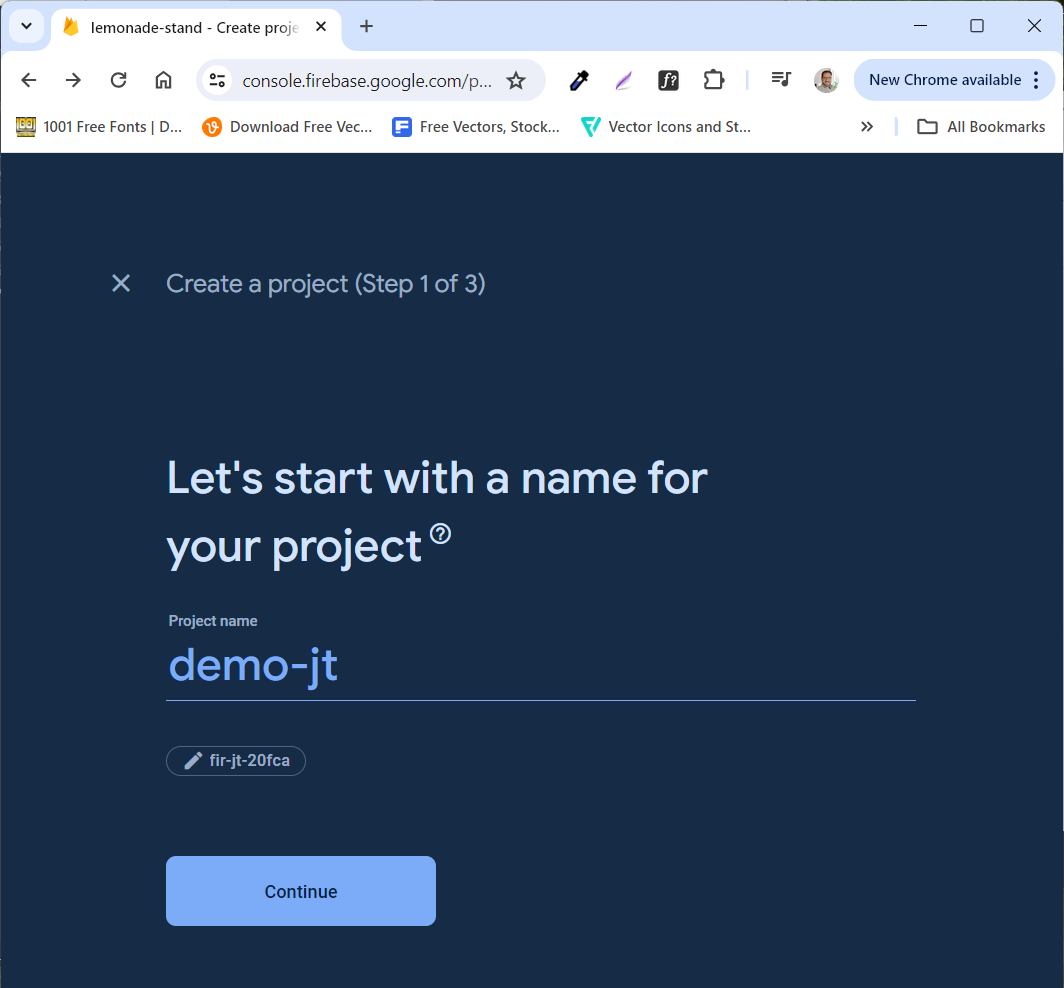 lemonade-stand - Create proje
console.firebase.google.com/p...
New Chrome available
1001 Free Fonts | D...
Download Free Vec...
Free Vectors, Stock...
Vector Icons and St...
All Bookmarks
Create a project (Step 1 of 3)
Let's start with a name for
your project
Project name
demo-jt
fir-jt-20fca
Continue